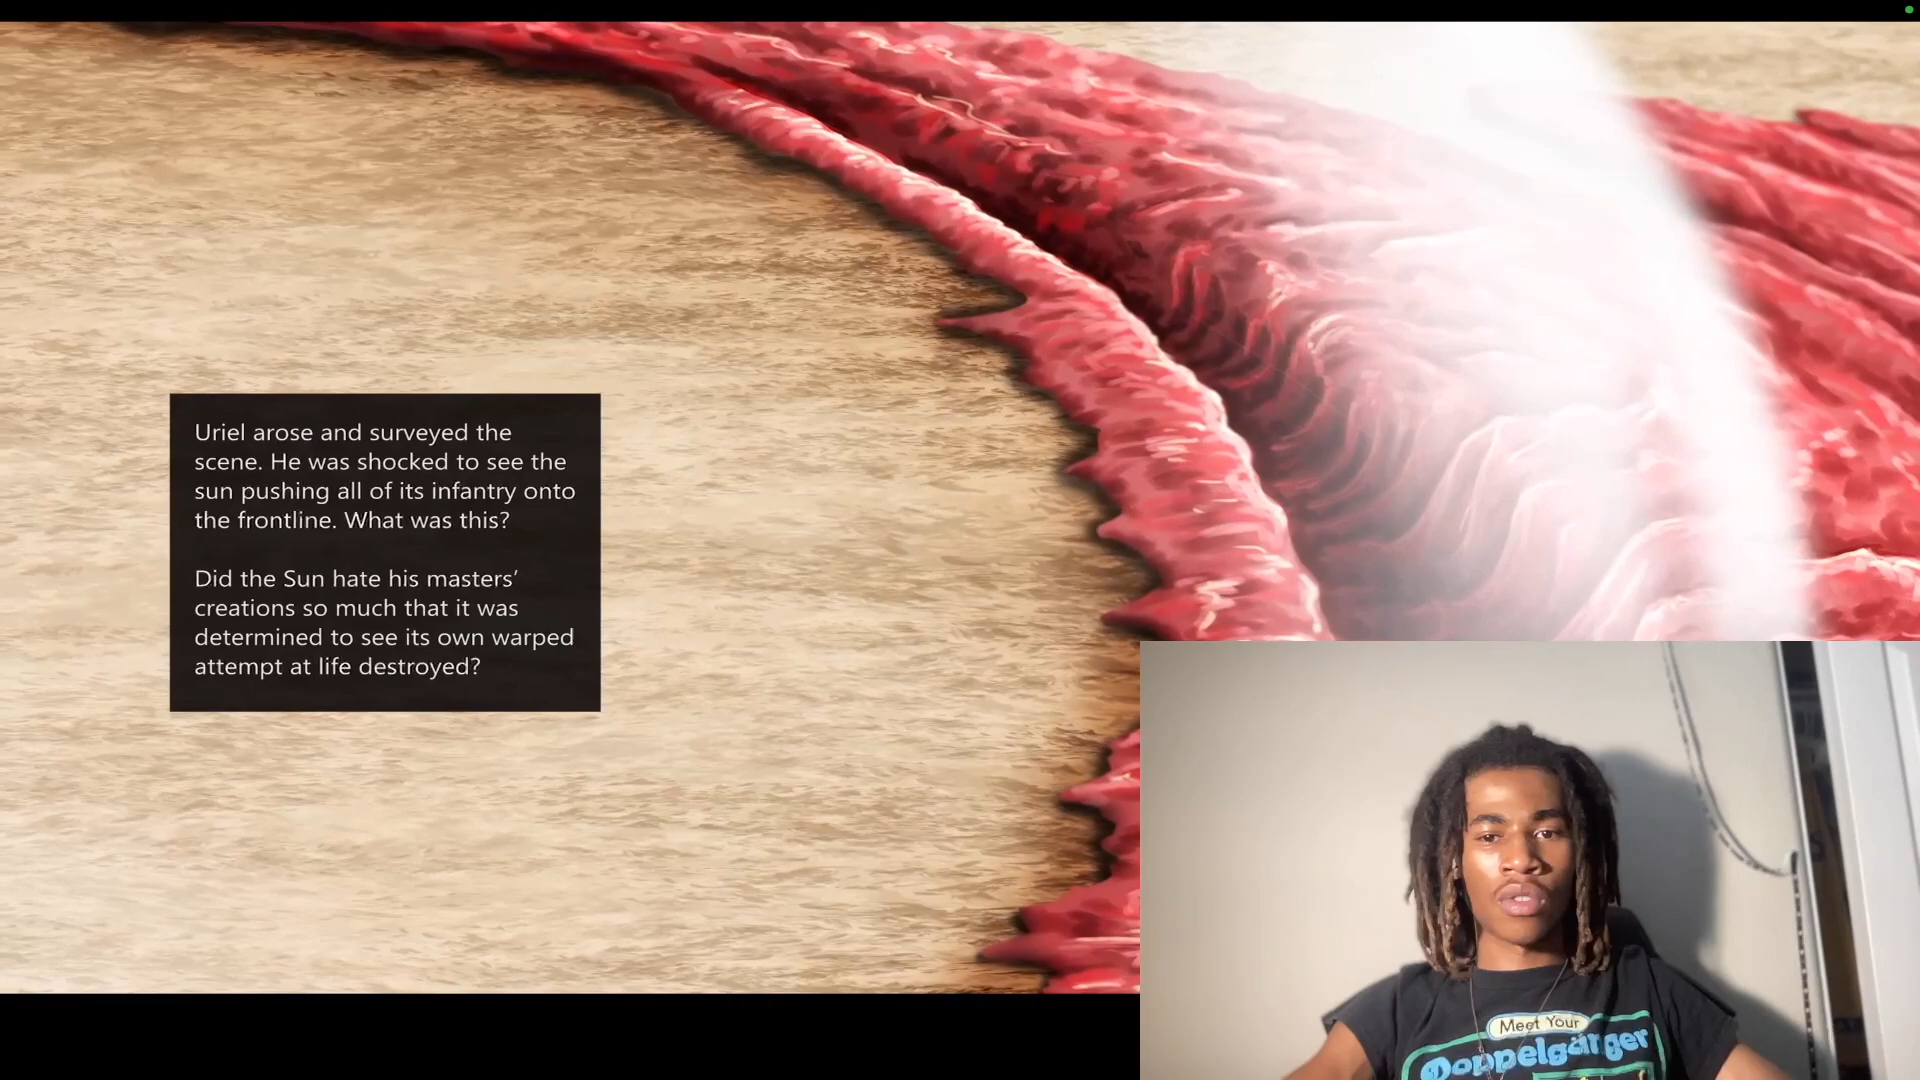 Uriel arose and surveyed the
scene. He was shocked to see the
sun pushing all of its infantry onto
the frontline. What was this?
Did the Sun hate his masters’
creations so much that it was
determined to see its own warped
attempt at life destroyed?
Meet Your
Doppelganger